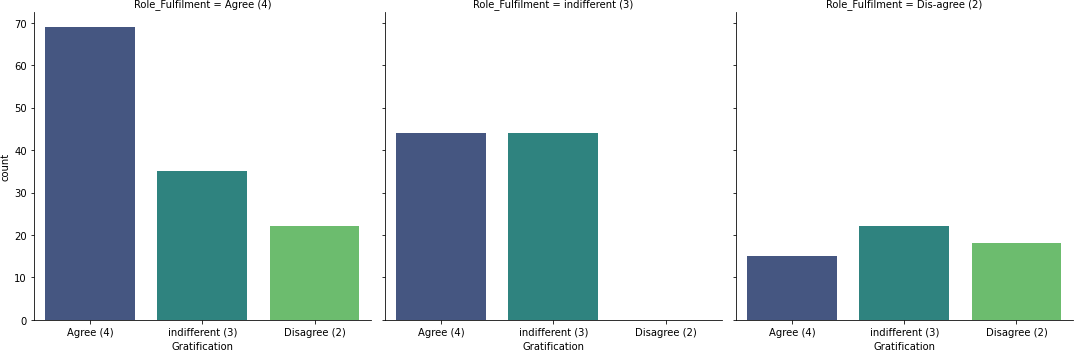 Role_Fulfilment = Agree (4)
Role_Fulfilment = indifferent (3)
Role_Fulfilment = Dis-agree (2)
70
60
50
40
30
20
10
0
count
Agree (4) indifferent (3) Disagree (2)
Gratification
Agree (4) indifferent (3) Disagree (2)
Gratification
Agree (4) indifferent (3) Disagree (2)
Gratification